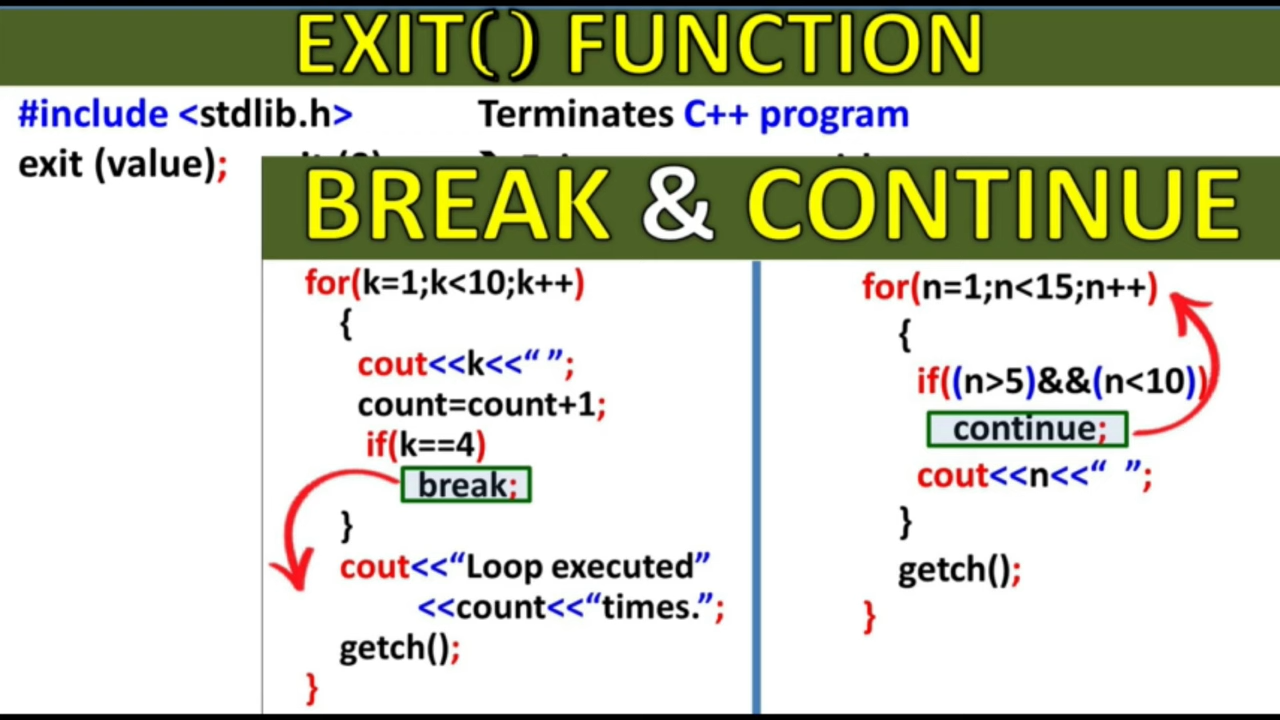 EXIT() FUNCTION
#include <stdlib.h> Terminates C++ program
exit (value);
BREAK & CONTINUE
for(k=1;k<10;k++)
{
cout<<k<<“ ”;
count=count+1;
if(k==4)
break;
}
cout<<“Loop executed”
<<count<<“times.”;
getch();
}
for(n=1;n<15;n++)
{
if((n>5)&&(n<10))
continue;
cout<<n<<“ ”;
}
getch();
}